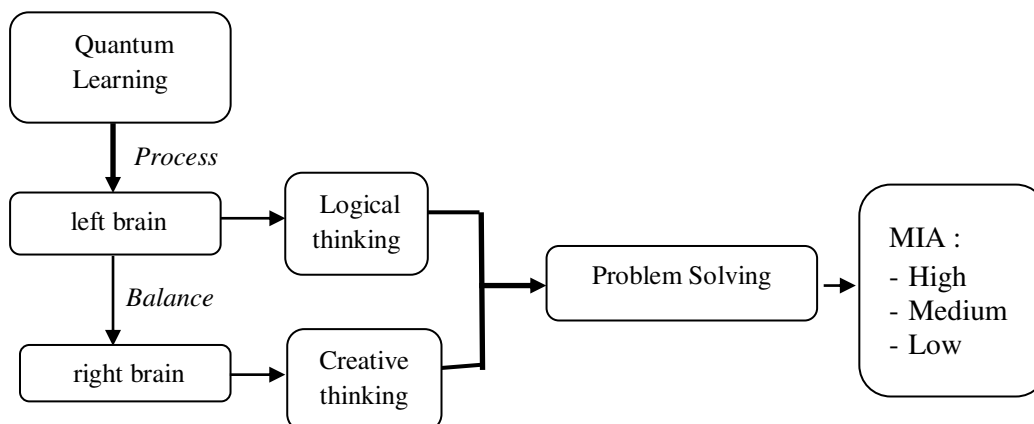 Quantum
Learning
Process
left brain
Logical
thinking
Balance
right brain
Creative
thinking
Problem Solving
MIA :
- High
- Medium
- Low